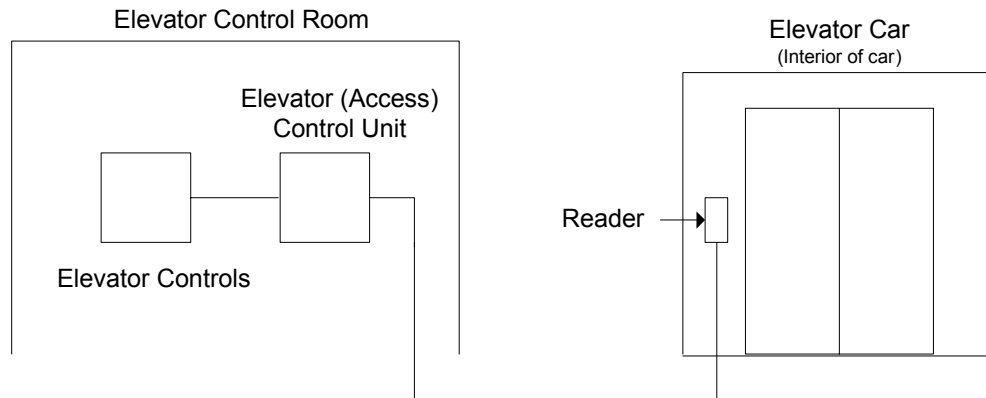 Elevator Control Room
Elevator (Access)
Control Unit
Elevator Controls
Elevator Car
(Interior of car)
Reader